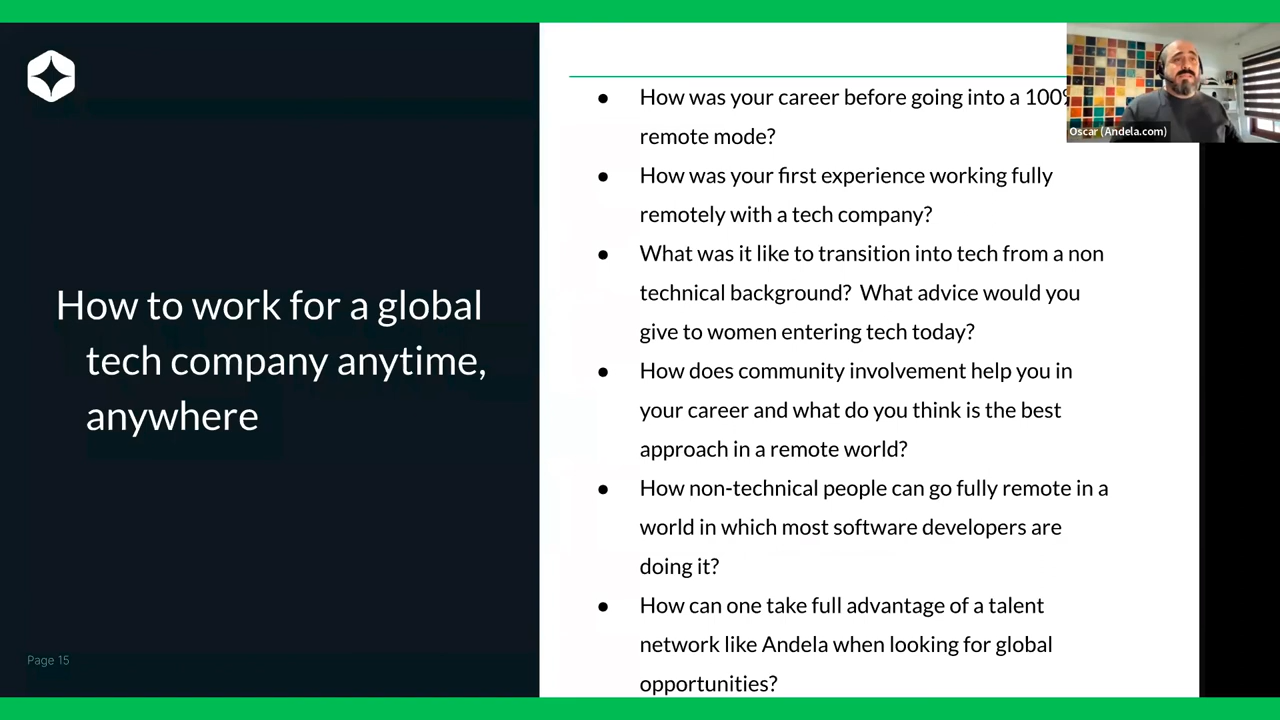 How to work for a global
tech company anytime,
anywhere
Page 15
● How was your career before going into a 100%
remote mode?
● How was your first experience working fully
remotely with a tech company?
● What was it like to transition into tech from a non
technical background? What advice would you
give to women entering tech today?
● How does community involvement help you in
your career and what do you think is the best
approach in a remote world?
● How non-technical people can go fully remote in a
world in which most software developers are
doing it?
● How can one take full advantage of a talent
network like Andela when looking for global
opportunities?
Oscar (Andela.com)